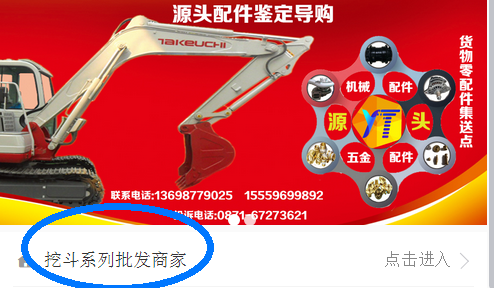 源头配件鉴定导购
TAKEUCHI
货物零配件集送点
机械 配件
源 YT 头
五金 配件
联系电话:13698779025 15559699892
诉电话:0871-67273621
挖斗系列批发商家
点击进入